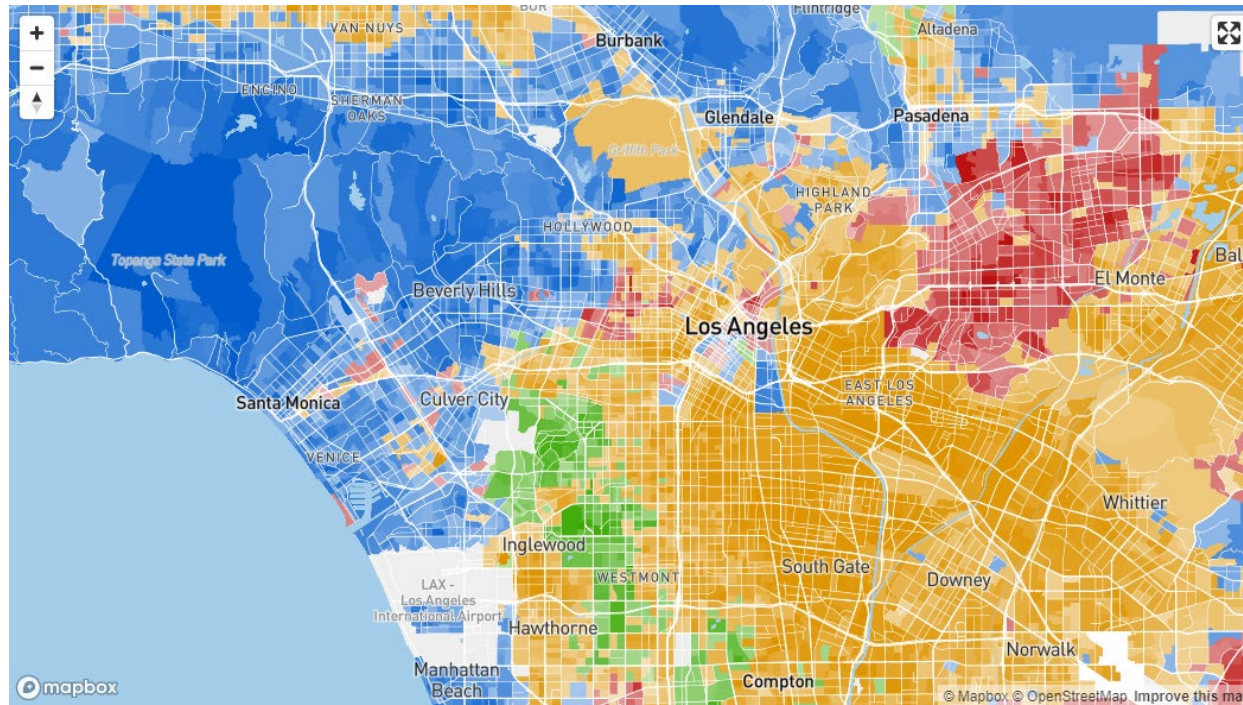 BUR
Flintridge
VAN NUYS
Burbank
Altadena
ENCINO
SHERMAN
OAKS
Glendale
Pasadena
Griffith Park
HIGHLAND
PARK
HOLLYWOOD
Topanga State Park
Beverly Hills
El Monte
Bal
Los Angeles
EAST LOS
ANGELES
Santa Monica
Culver City
VENICE
Whittier
Inglewood
WESTMONT
South Gate
Downey
LAX -
Los Angeles
International Airport
Hawthorne
Norwalk
Manhattan
Beach
Compton
mapbox
© Mapbox © OpenStreetMap Improve this ma